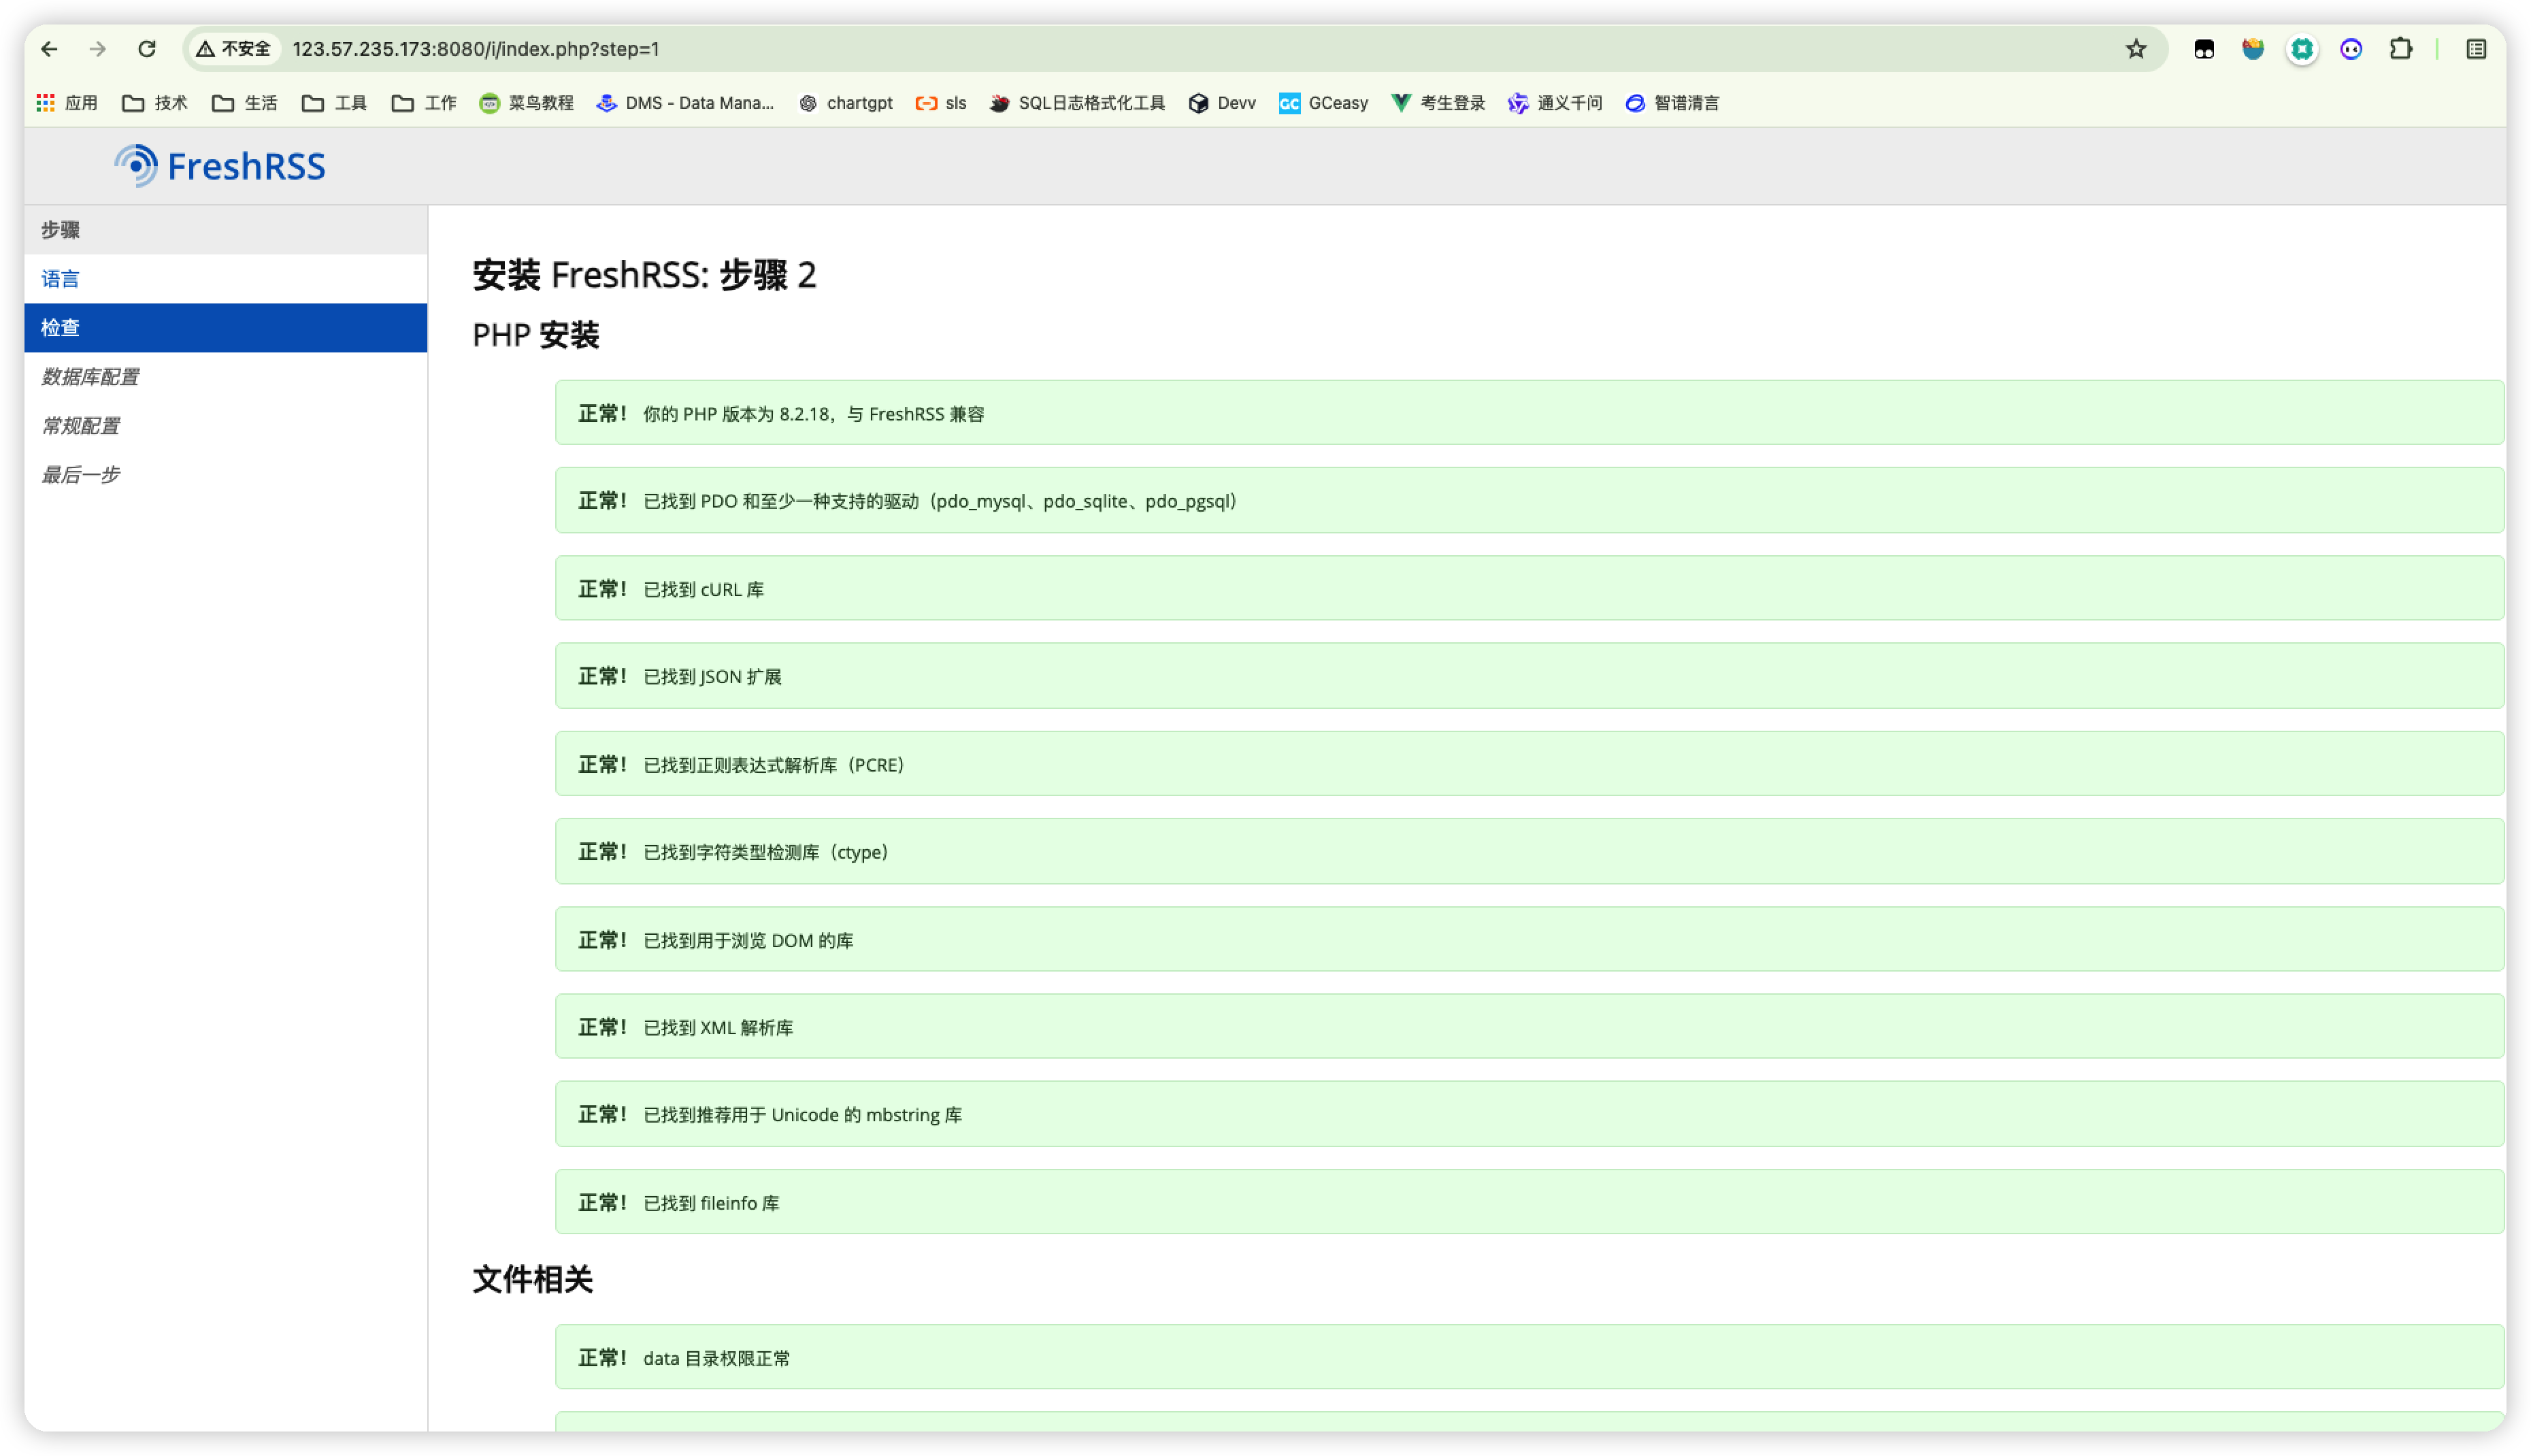 不安全 123.57.235.173:8080/i/index.php?step=1
应用 技术 生活 工具 工作 菜鸟教程 DMS - Data Mana... chartgpt sls SQL日志格式化工具 Devv GC GCeasy 考生登录 通义千问 智谱清言
FreshRSS
步骤
语言
检查
数据库配置
常规配置
最后一步
安装 FreshRSS: 步骤 2
PHP 安装
正常！ 你的 PHP 版本为 8.2.18，与 FreshRSS 兼容
正常！ 已找到 PDO 和至少一种支持的驱动（pdo_mysql、pdo_sqlite、pdo_pgsql）
正常！ 已找到 cURL 库
正常！ 已找到 JSON 扩展
正常！ 已找到正则表达式解析库（PCRE）
正常！ 已找到字符类型检测库（ctype）
正常！ 已找到用于浏览 DOM 的库
正常！ 已找到 XML 解析库
正常！ 已找到推荐用于 Unicode 的 mbstring 库
正常！ 已找到 fileinfo 库
文件相关
正常！ data 目录权限正常